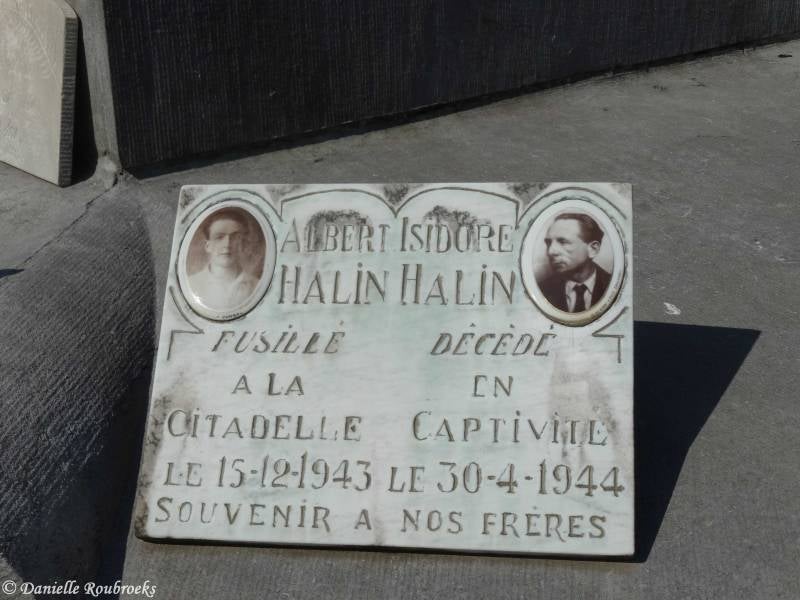 ALBERT ISIDORE
HALIN HALIN
FUSILLÉ DÉCÉDÉ
A LA EN
CITADELLE CAPTIVITÉ
LE 15-12-1943 LE 30-4-1944
SOUVENIR A NOS FRÈRES
© Danielle Roubroeks